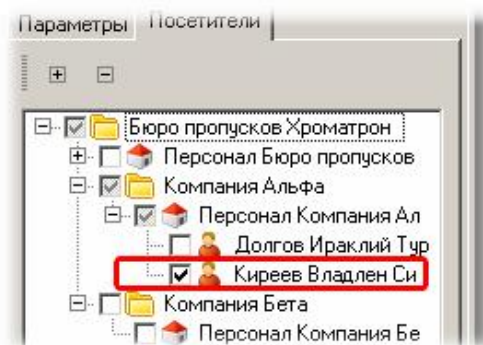 Параметры Посетители
Бюро пропусков Хроматрон
Персонал Бюро пропусков
Компания Альфа
Персонал Компания Ал
Долгов Ираклий Тур
Киреев Владлен Си
Компания Бета
Персонал Компания Бе